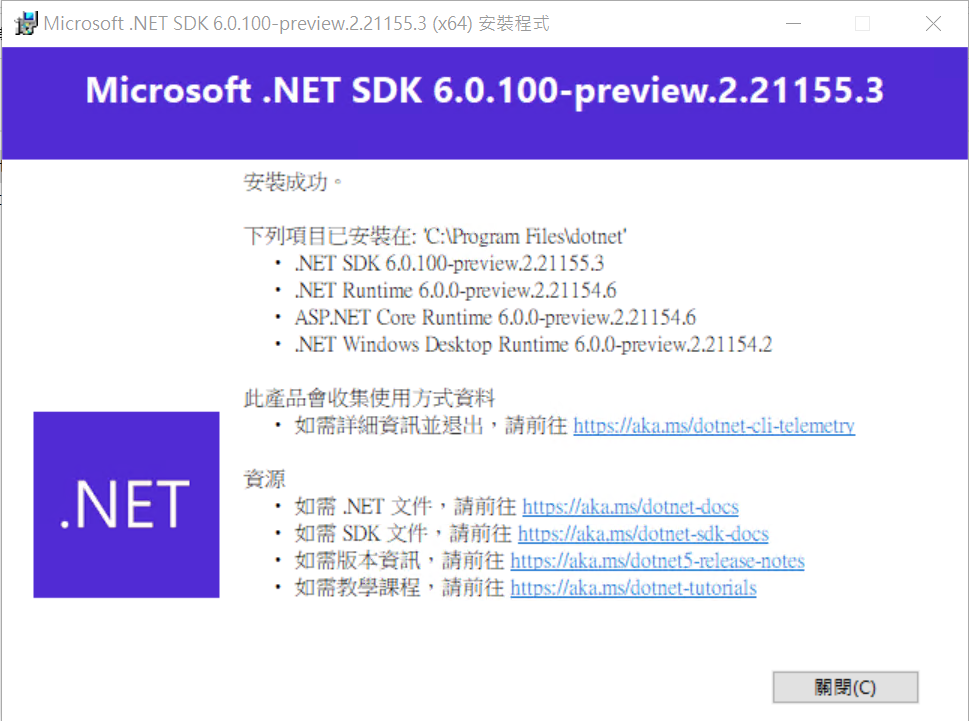 Microsoft .NET SDK 6.0.100-preview.2.21155.3 (x64) 安裝程式
Microsoft .NET SDK 6.0.100-preview.2.21155.3
安裝成功。
下列項目已安裝在: 'C:\Program Files\dotnet'
• .NET SDK 6.0.100-preview.2.21155.3
• .NET Runtime 6.0.0-preview.2.21154.6
• ASP.NET Core Runtime 6.0.0-preview.2.21154.6
• .NET Windows Desktop Runtime 6.0.0-preview.2.21154.2
此產品會收集使用方式資料
• 如需詳細資訊並退出，請前往 https://aka.ms/dotnet-cli-telemetry
.NET
資源
• 如需 .NET 文件，請前往 https://aka.ms/dotnet-docs
• 如需 SDK 文件，請前往 https://aka.ms/dotnet-sdk-docs
• 如需版本資訊，請前往 https://aka.ms/dotnet5-release-notes
• 如需教學課程，請前往 https://aka.ms/dotnet-tutorials
關閉(C)